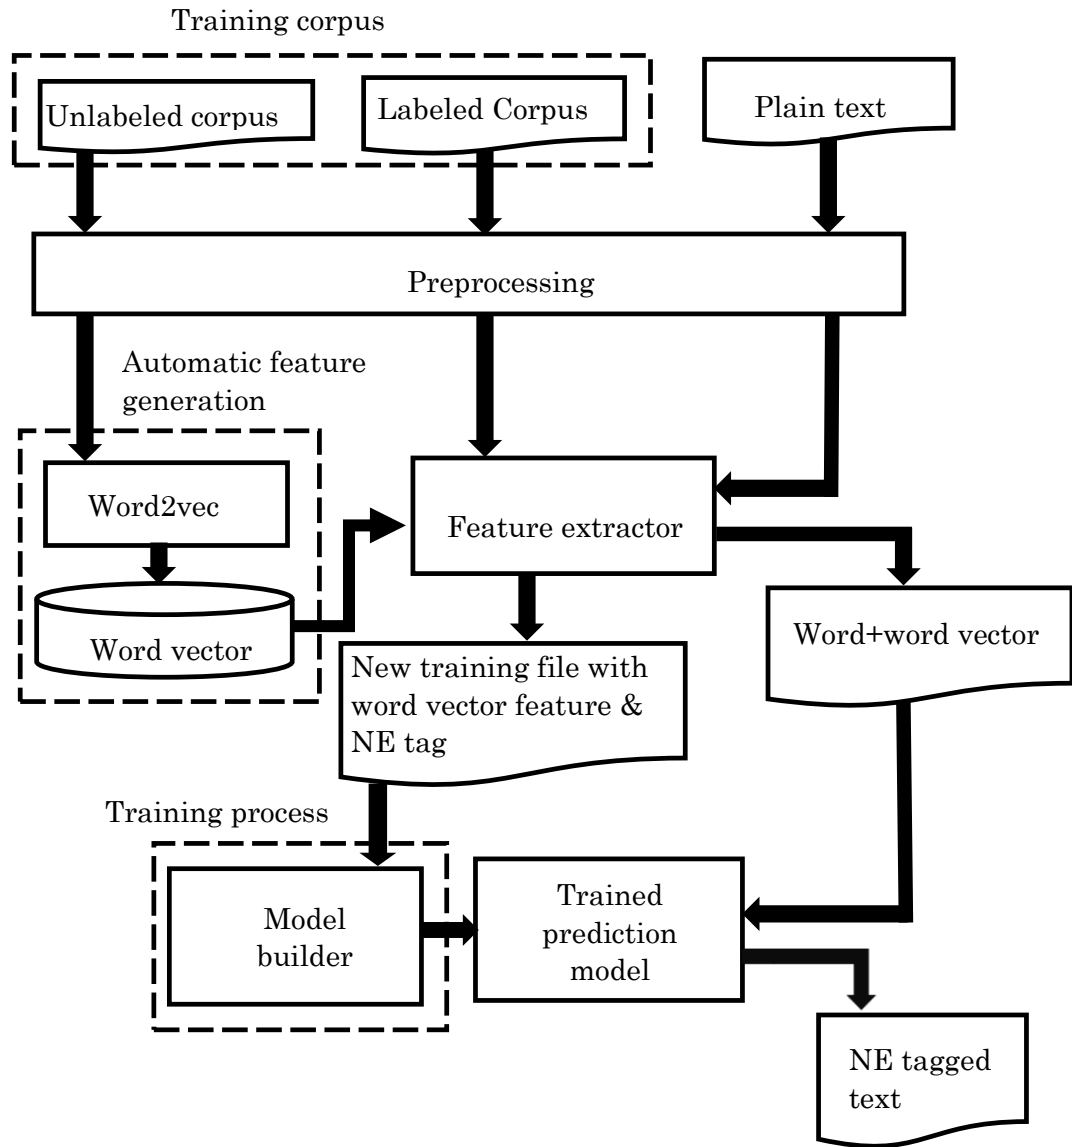 Training corpus
Unlabeled corpus
Labeled Corpus
Plain text
Preprocessing
Automatic feature
generation
Word2vec
Feature extractor
Word vector
Word+word vector
New training file with
word vector feature &
NE tag
Training process
Model
builder
Trained
prediction
model
NE tagged
text